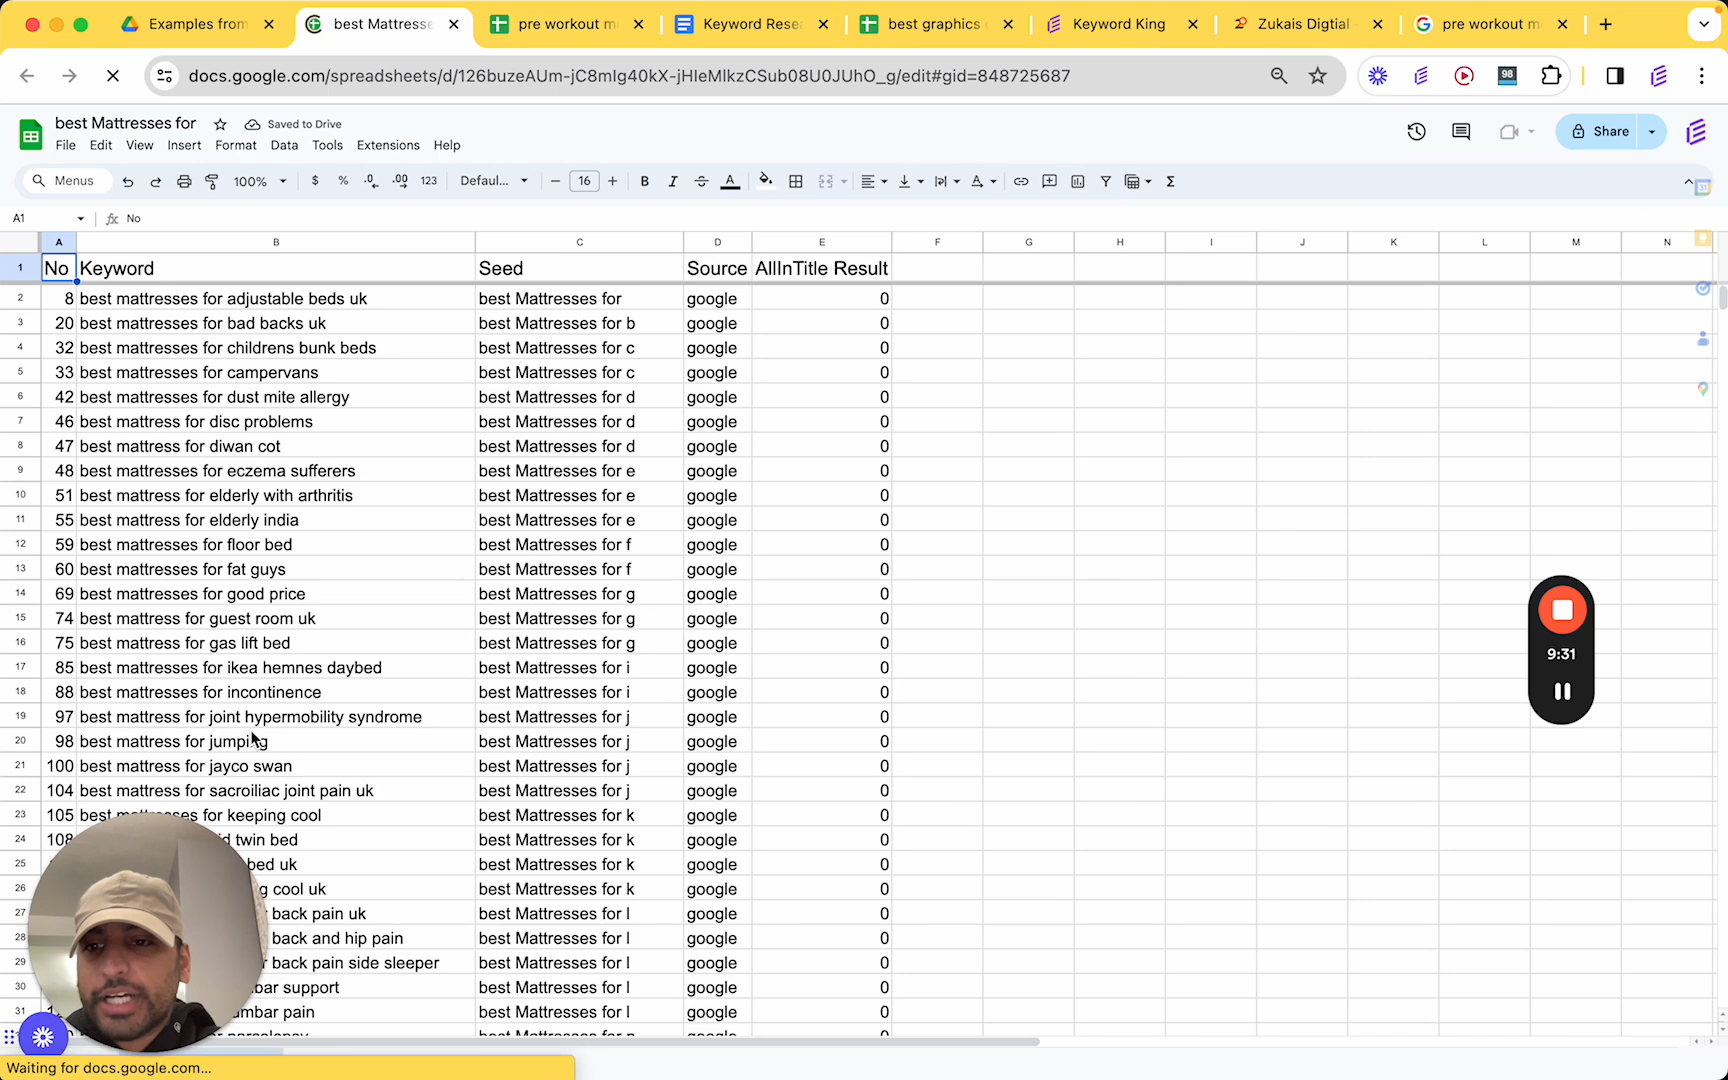 Examples from
best Mattresse
pre workout m
Keyword Resea
best graphics
Keyword King
Zukais Digtial
pre workout m
docs.google.com/spreadsheets/d/126buzeAUm-jC8mIg40kX-jHIeMIkzCSub08U0JUhO_g/edit#gid=848725687
98
best Mattresses for
Saved to Drive
File Edit View Insert Format Data Tools Extensions Help
Share
Menus
100%
$ % .0 .00 123
Defaul...
16
B I A
31
A1
fx No
A B C D E F G H I J K L M N
1 No Keyword Seed Source AllInTitle Result
2 8 best mattresses for adjustable beds uk best Mattresses for google 0
3 20 best mattresses for bad backs uk best Mattresses for b google 0
4 32 best mattresses for childrens bunk beds best Mattresses for c google 0
5 33 best mattresses for campervans best Mattresses for c google 0
6 42 best mattresses for dust mite allergy best Mattresses for d google 0
7 46 best mattress for disc problems best Mattresses for d google 0
8 47 best mattress for diwan cot best Mattresses for d google 0
9 48 best mattresses for eczema sufferers best Mattresses for e google 0
10 51 best mattress for elderly with arthritis best Mattresses for e google 0
11 55 best mattress for elderly india best Mattresses for e google 0
12 59 best mattresses for floor bed best Mattresses for f google 0
13 60 best mattresses for fat guys best Mattresses for f google 0
14 69 best mattresses for good price best Mattresses for g google 0
15 74 best mattress for guest room uk best Mattresses for g google 0
16 75 best mattress for gas lift bed best Mattresses for g google 0
17 85 best mattresses for ikea hemnes daybed best Mattresses for i google 0
18 88 best mattresses for incontinence best Mattresses for i google 0
19 97 best mattress for joint hypermobility syndrome best Mattresses for j google 0
20 98 best mattress for jumping best Mattresses for j google 0
21 100 best mattress for jayco swan best Mattresses for j google 0
22 104 best mattress for sacroiliac joint pain uk best Mattresses for j google 0
23 105 best mattresses for keeping cool best Mattresses for k google 0
24 108 twin bed best Mattresses for k google 0
25 bed uk best Mattresses for k google 0
26 cool uk best Mattresses for k google 0
27 back pain uk best Mattresses for l google 0
28 back and hip pain best Mattresses for l google 0
29 back pain side sleeper best Mattresses for l google 0
30 support best Mattresses for l google 0
31 pain best Mattresses for l google 0
9:31
Waiting for docs.google.com...